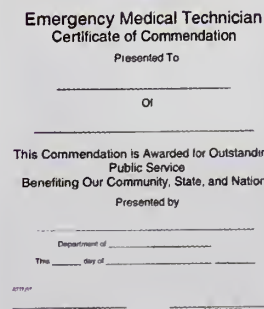 Emergency Medical Technician
Certificate of Commendation
Presented To
Of
This Commendation is Awarded for Outstandin
Public Service
Benefiting Our Community, State, and Nation
Presented by
Department of
This ______ day of